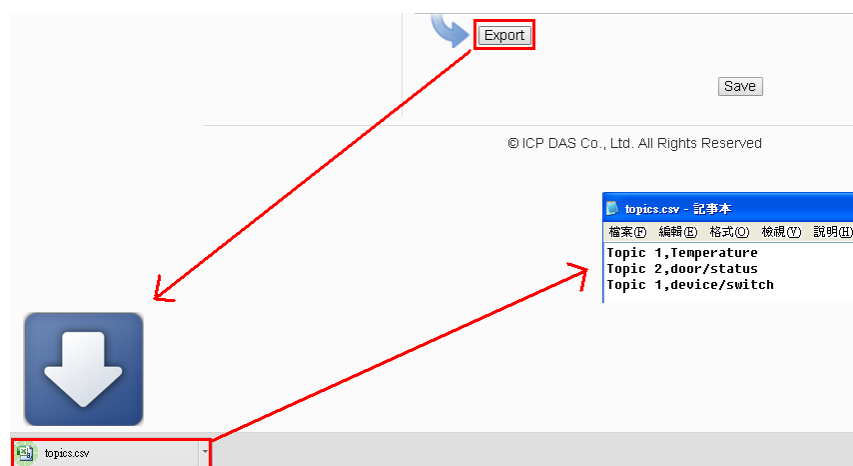 Export
Save
© ICP DAS Co., Ltd. All Rights Reserved
topics.csv - 記事本
檔案(F) 編輯(E) 格式(O) 檢視(V) 說明(H)
Topic 1,Temperature
Topic 2,door/status
Topic 1,device/switch
topics.csv